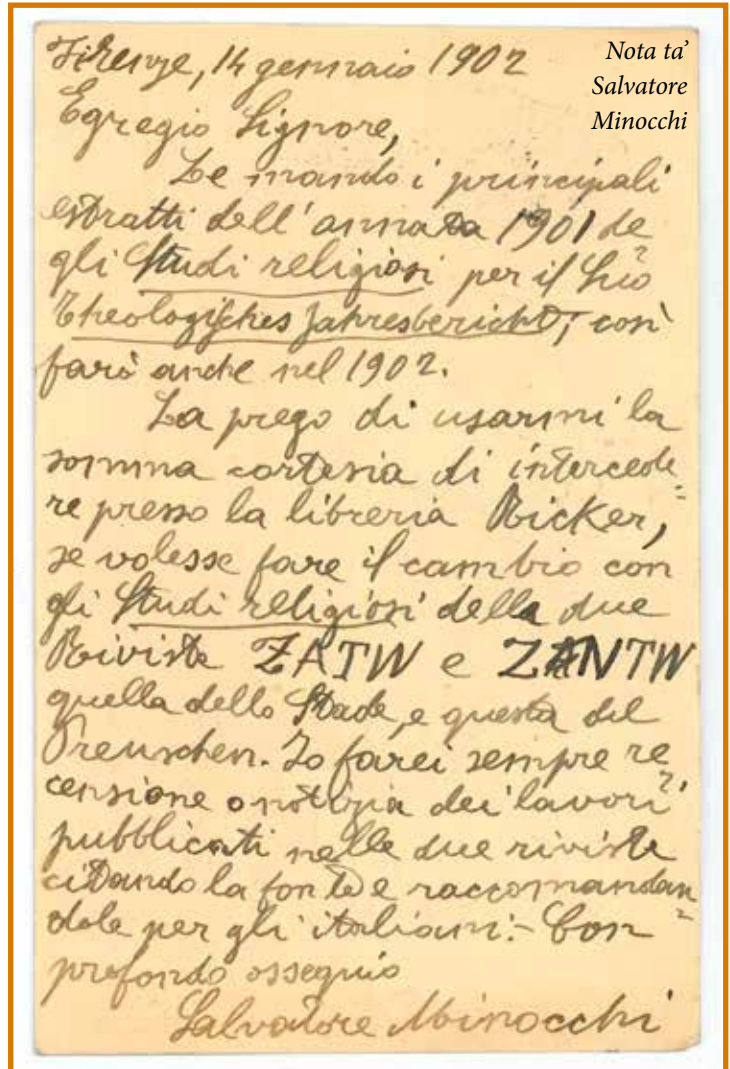 Nota ta’
Salvatore
Minocchi
Firenze, 14 gennaio 1902
Egregio Signore,
Le mando i principali
estratti dell'annata 1901 de
gli Studi religiosi per il Suo
Theologisches Jahresbericht; così
farò anche nel 1902.
La prego di usarmi la
somma cortesia di intercede=
re presso la libreria Ricker,
se volesse fare il cambio con
gli Studi religiosi della due
Riviste ZATW e ZANTW
quella dello Stade, e questa del
Preuschen. Io farei sempre re=
censione o notizia dei lavori
pubblicati nelle due riviste
citando la fonte e raccomandan=
dole per gli italiani. - Con
profondo ossequio
Salvatore Minocchi